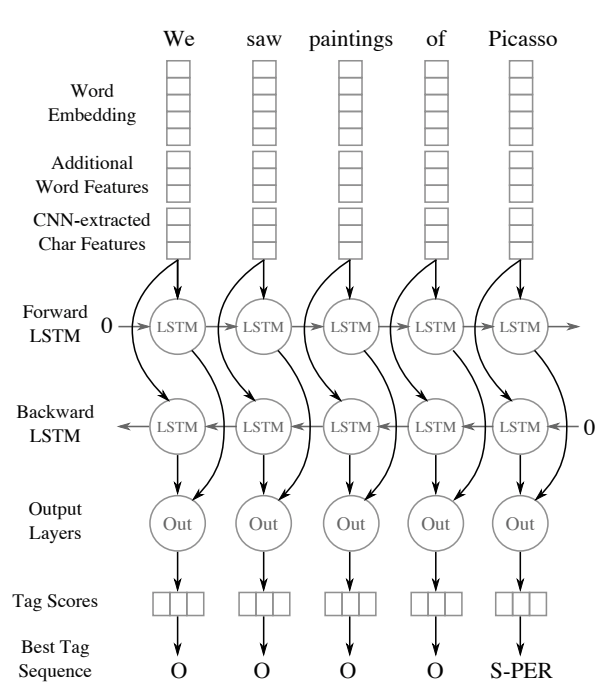 We saw paintings of Picasso
Word
Embedding
Additional
Word Features
CNN-extracted
Char Features
Forward
LSTM
0 LSTM LSTM LSTM LSTM LSTM
Backward
LSTM
LSTM LSTM LSTM LSTM LSTM 0
Output
Layers
Out Out Out Out Out
Tag Scores
Best Tag
Sequence
O O O O S-PER